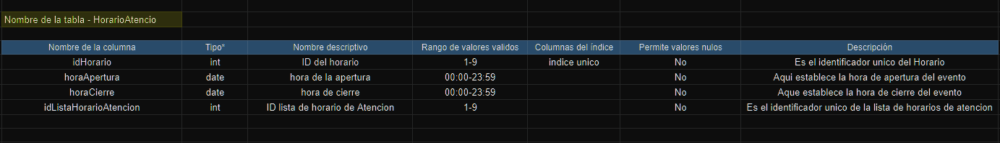 Nombre de la tabla - HorarioAtencio
Nombre de la columna Tipo* Nombre descriptivo Rango de valores validos Columnas del índice Permite valores nulos Descripción
idHorario int ID del horario 1-9 indice unico No Es el identificador unico del Horario
horaApertura date hora de la apertura 00:00-23:59 No Aqui establece la hora de apertura del evento
horaCierre date hora de cierre 00:00-23:59 No Aque establece la hora de cierre del evento
idListaHorarioAtencion int ID lista de horario de Atencion 1-9 No Es el identificador unico de la lista de horarios de atencion